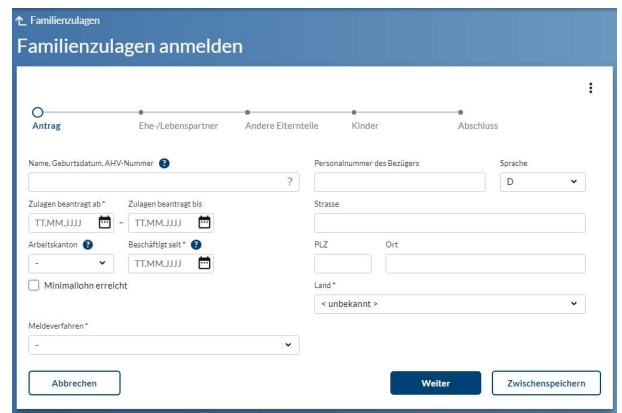 Familienzulagen
Familienzulagen anmelden
Antrag
Ehe-/Lebenspartner
Andere Elternteile
Kinder
Abschluss
Name, Geburtsdatum, AHV-Nummer ?
?
Personalnummer des Bezügers
Sprache
D
Zulagen beantragt ab *
Zulagen beantragt bis
Strasse
TT.MM.JJJJ – TT.MM.JJJJ
Arbeitskanton ?
Beschäftigt seit * ?
PLZ
Ort
-
TT.MM.JJJJ
Minimallohn erreicht
Land *
< unbekannt >
Meldeverfahren *
-
Abbrechen
Weiter
Zwischenspeichern